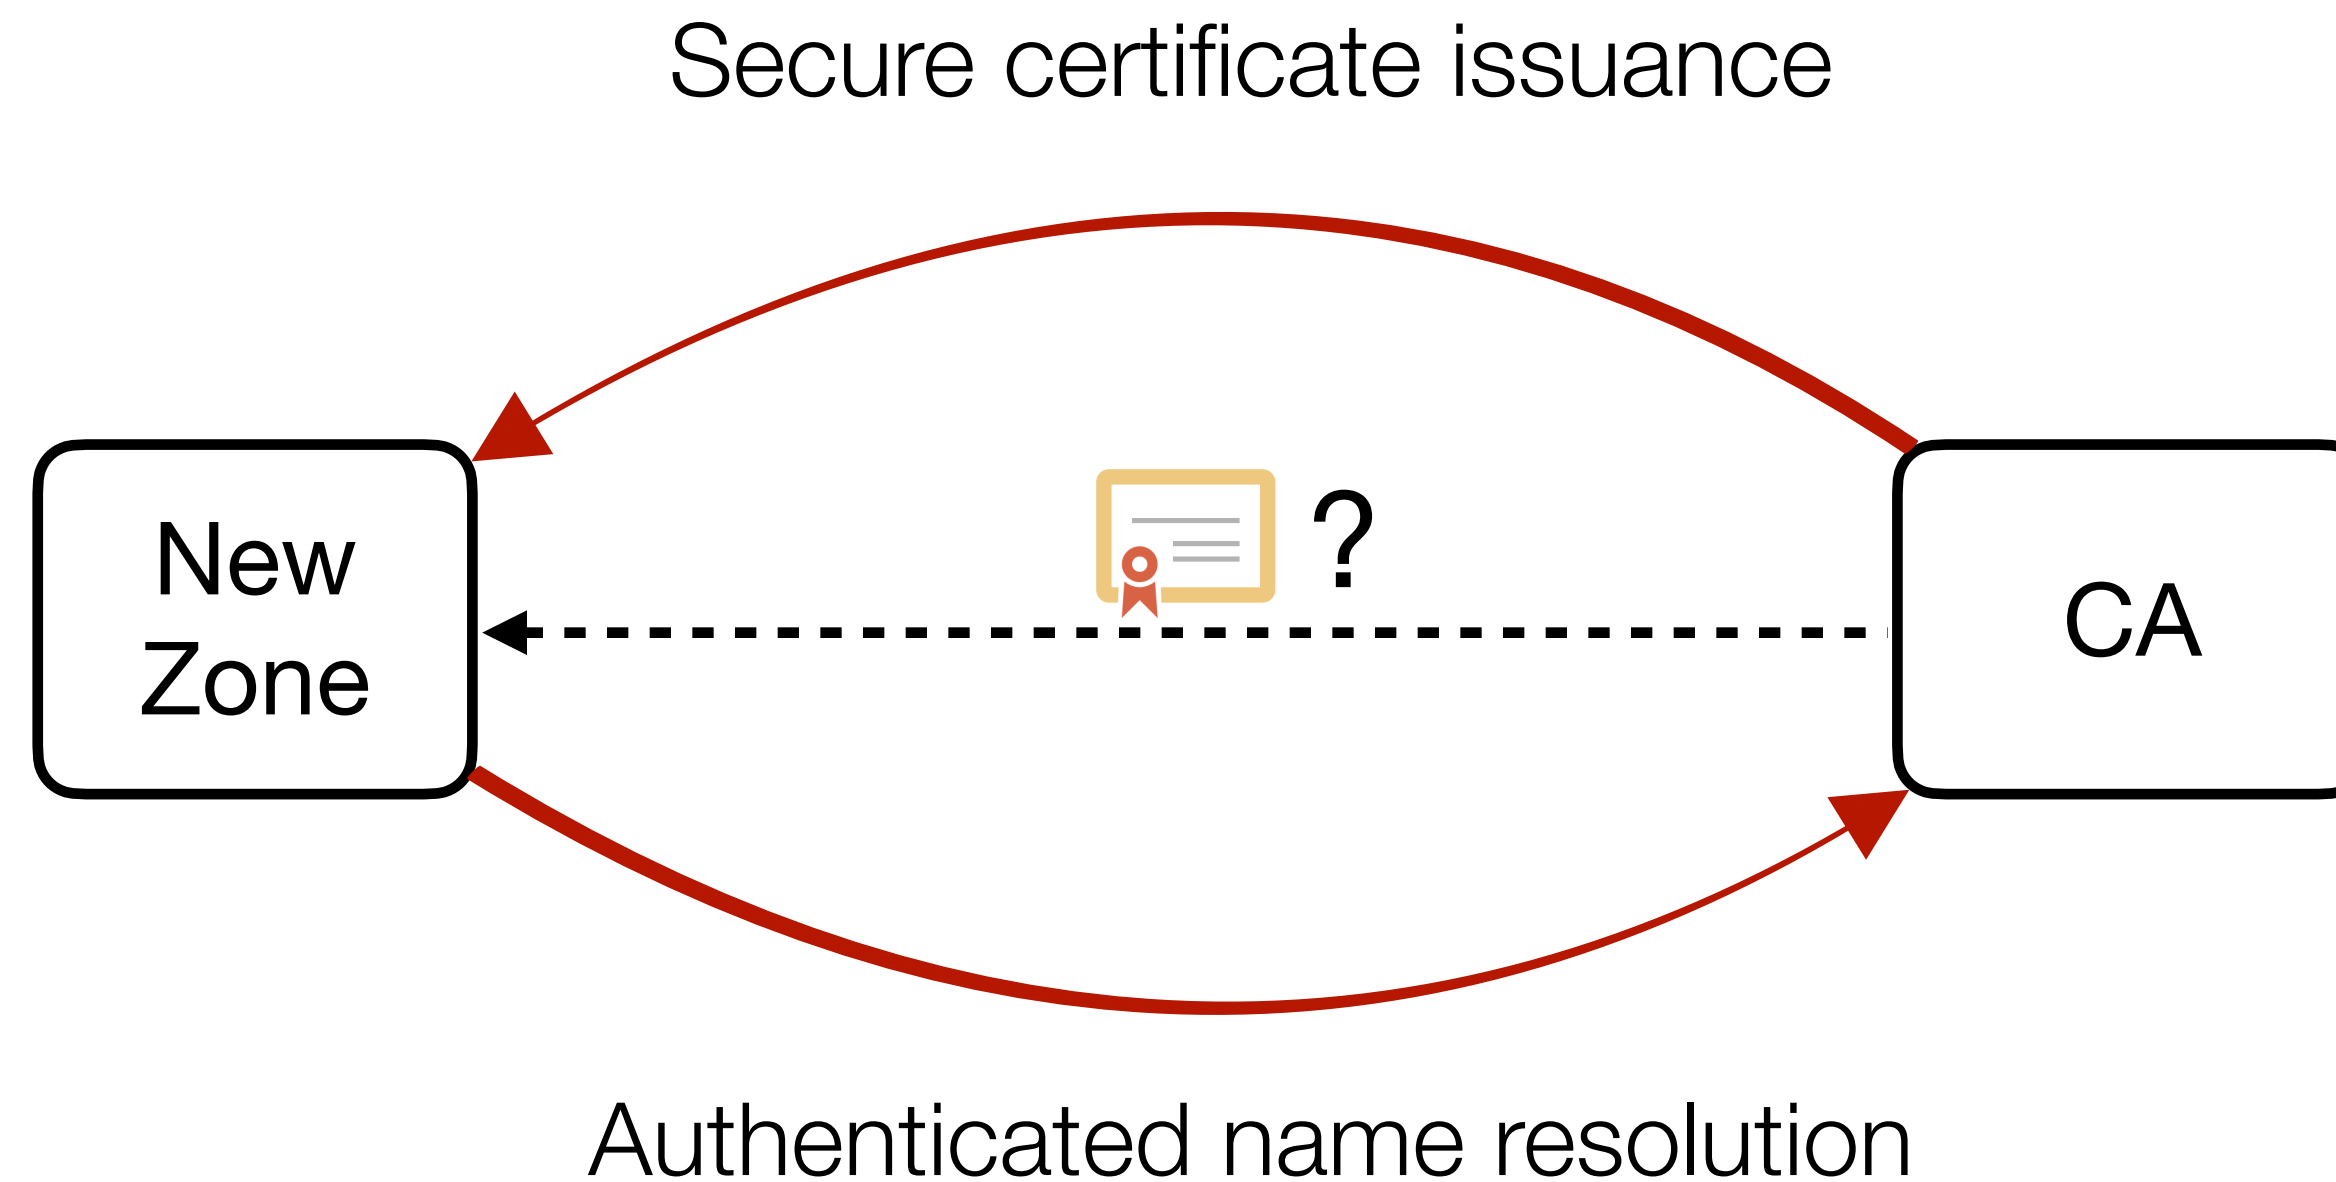 Secure certificate issuance
?
New
Zone
CA
Authenticated name resolution